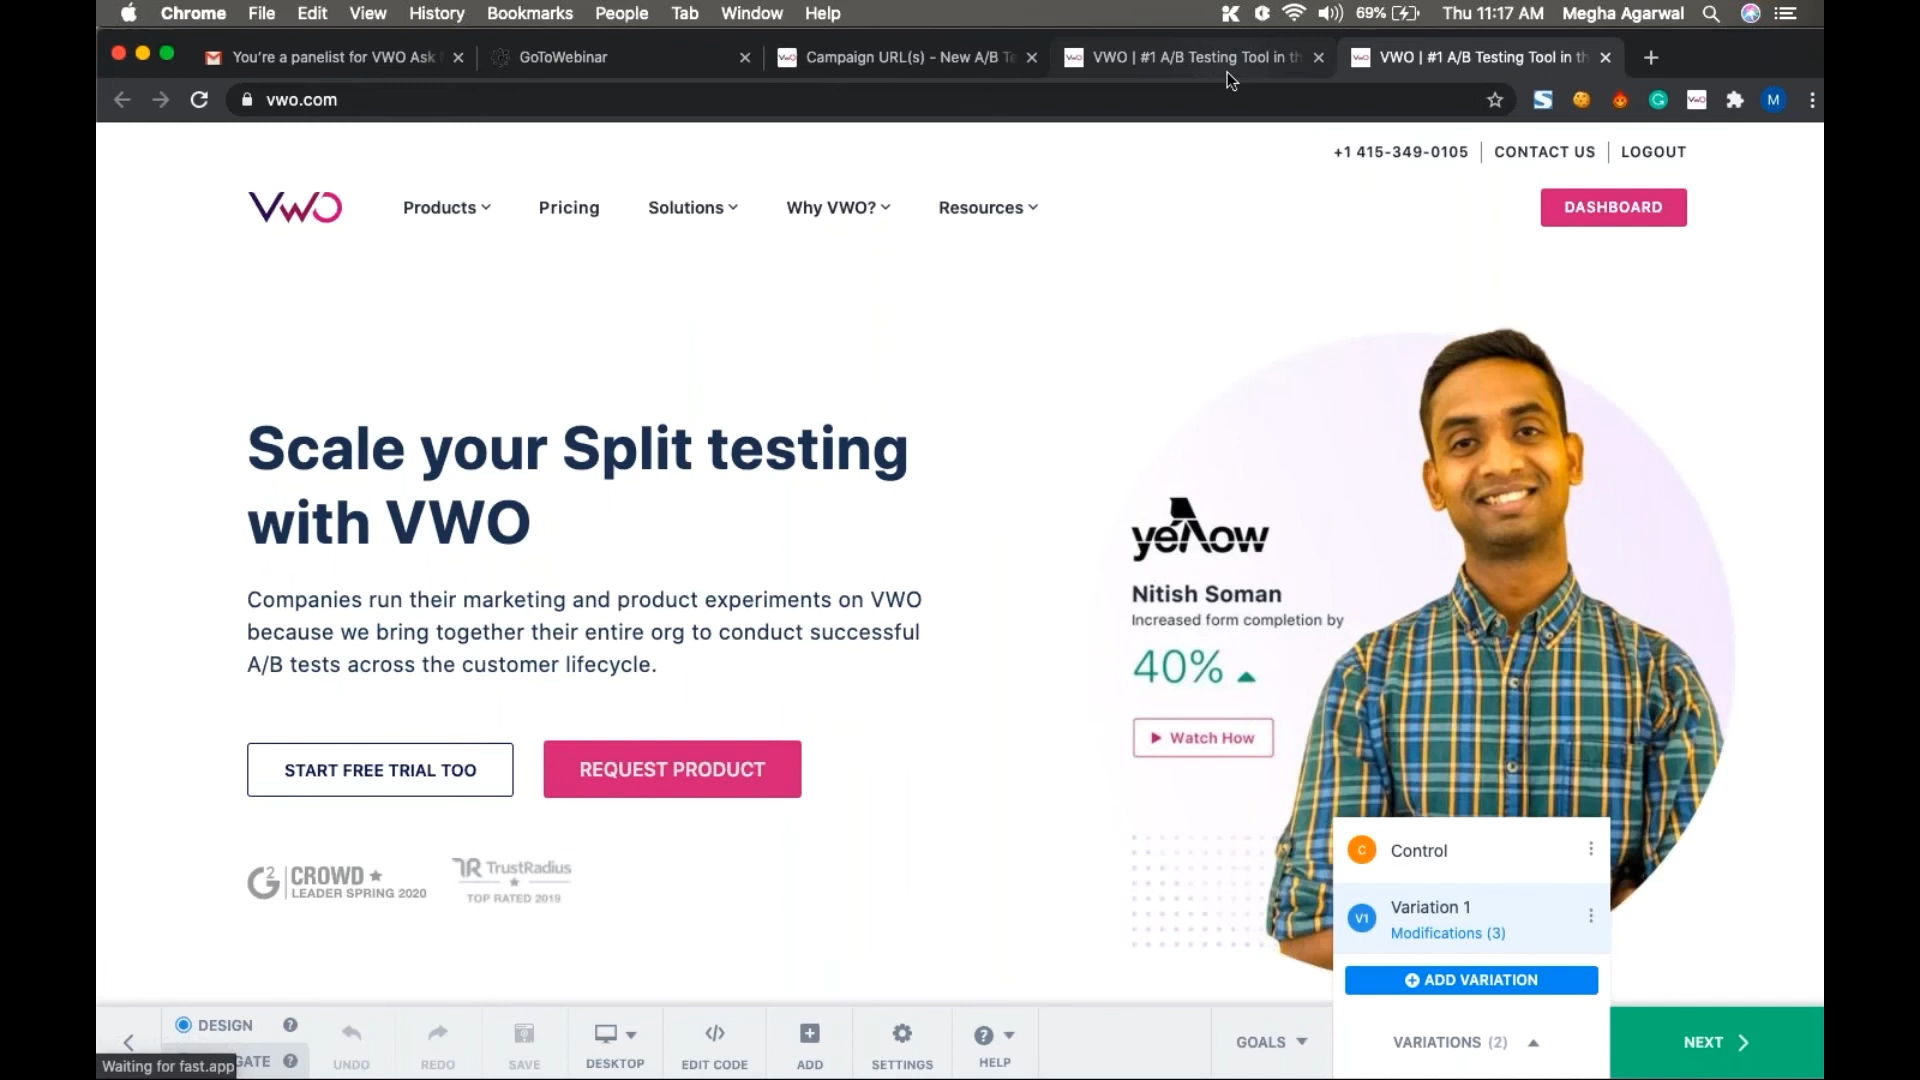 Chrome File Edit View History Bookmarks People Tab Window Help 69% Thu 11:17 AM Megha Agarwal
You're a panelist for VWO Ask GoToWebinar Campaign URL(s) - New A/B Te VWO | #1 A/B Testing Tool in th VWO | #1 A/B Testing Tool in th
vwo.com M
+1 415-349-0105 CONTACT US LOGOUT
VWO Products Pricing Solutions Why VWO? Resources DASHBOARD
Scale your Split testing
with VWO
Companies run their marketing and product experiments on VWO
because we bring together their entire org to conduct successful
A/B tests across the customer lifecycle.
START FREE TRIAL TOO REQUEST PRODUCT
G2 CROWD
LEADER SPRING 2020
TrustRadius
TOP RATED 2019
yellow
Nitish Soman
Increased form completion by
40%
Watch How
C Control
V1 Variation 1
Modifications (3)
ADD VARIATION
DESIGN
GATE
UNDO REDO SAVE DESKTOP EDIT CODE ADD SETTINGS HELP GOALS VARIATIONS (2) NEXT
Waiting for fast.app